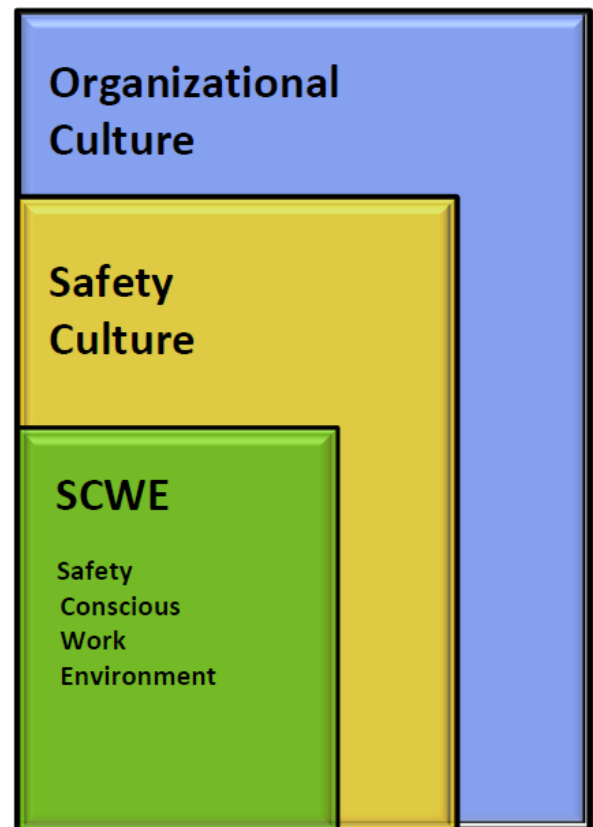 Organizational
Culture
Safety
Culture
SCWE
Safety
Conscious
Work
Environment